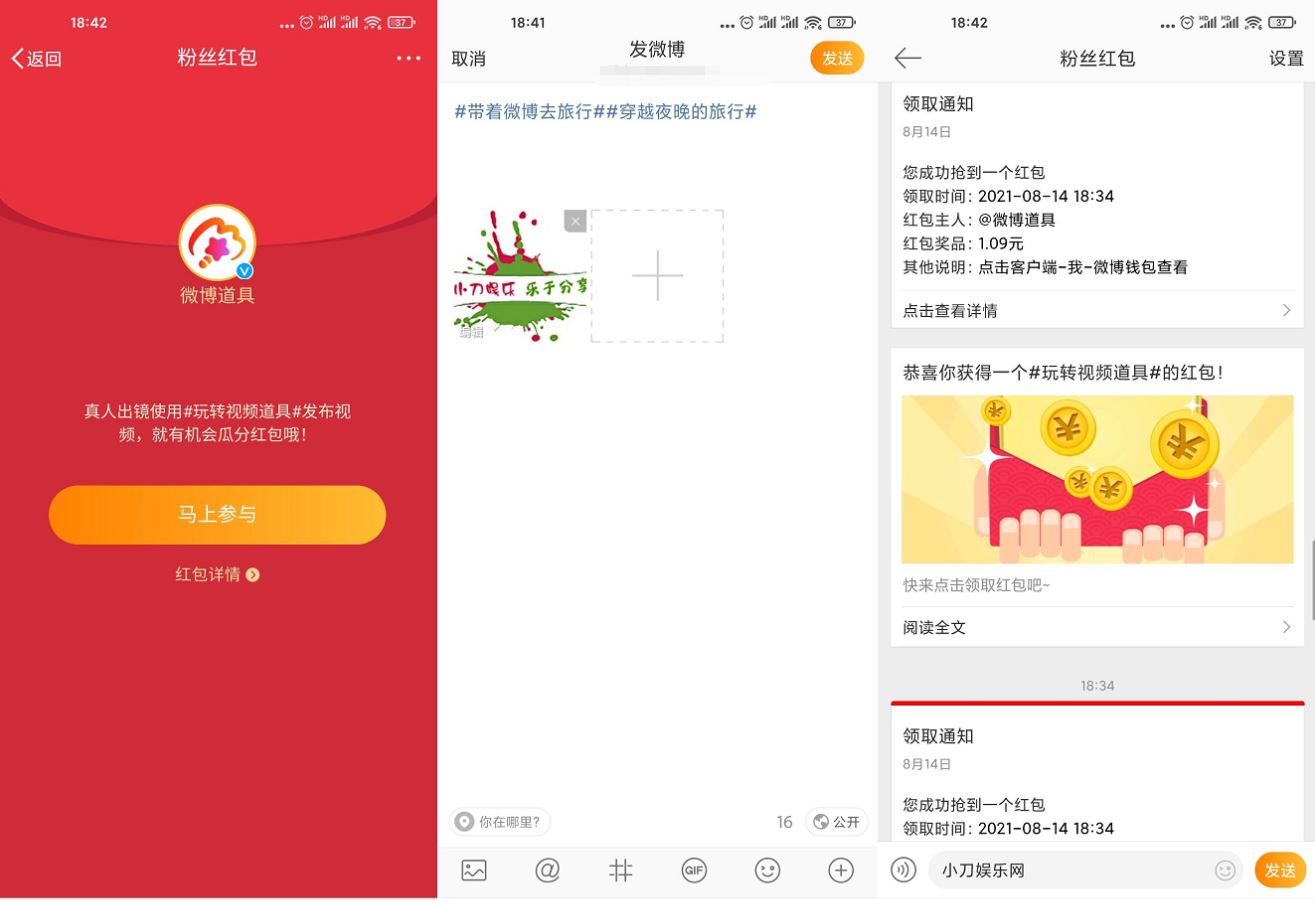 18:42
HD HD 37
返回
粉丝红包
微博道具
真人出镜使用#玩转视频道具#发布视
频，就有机会瓜分红包哦！
马上参与
红包详情
18:41
HD HD 37
取消
发微博
发送
#带着微博去旅行##穿越夜晚的旅行#
小刀娱乐 乐于分享
编辑
你在哪里？
16
公开
GIF
18:42
HD HD 37
粉丝红包
设置
领取通知
8月14日
您成功抢到一个红包
领取时间：2021-08-14 18:34
红包主人：@微博道具
红包奖品：1.09元
其他说明：点击客户端-我-微博钱包查看
点击查看详情
恭喜你获得一个#玩转视频道具#的红包！
快来点击领取红包吧~
阅读全文
18:34
领取通知
8月14日
您成功抢到一个红包
领取时间：2021-08-14 18:34
小刀娱乐网
发送